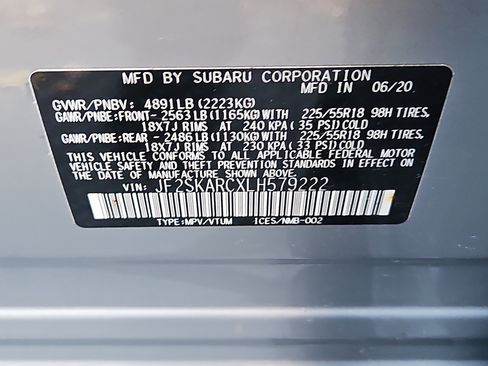 MFD BY SUBARU CORPORATION
MFD IN 06/20
GVWR/PNBV: 4891LB(2223KG)
GAWR/PNBE:FRONT- 2563LB(1165KG)WITH 225/55R18 98H TIRES,
18X7J RIMS AT 240 KPA(35 PSI)COLD
GAWR/PNBE:REAR - 2486LB(1130KG)WITH 225/55R18 98H TIRES,
18X7J RIMS AT 230 KPA(33 PSI)COLD
THIS VEHICLE CONFORMS TO ALL APPLICABLE FEDERAL MOTOR
VEHICLE SAFETY AND THEFT PREVENTION STANDARDS IN EFFECT
ON THE DATE OF MANUFACTURE SHOWN ABOVE.
VIN: JF2SKARCXLH579222
TYPE:MPV/VTUM ICES/NMB-002